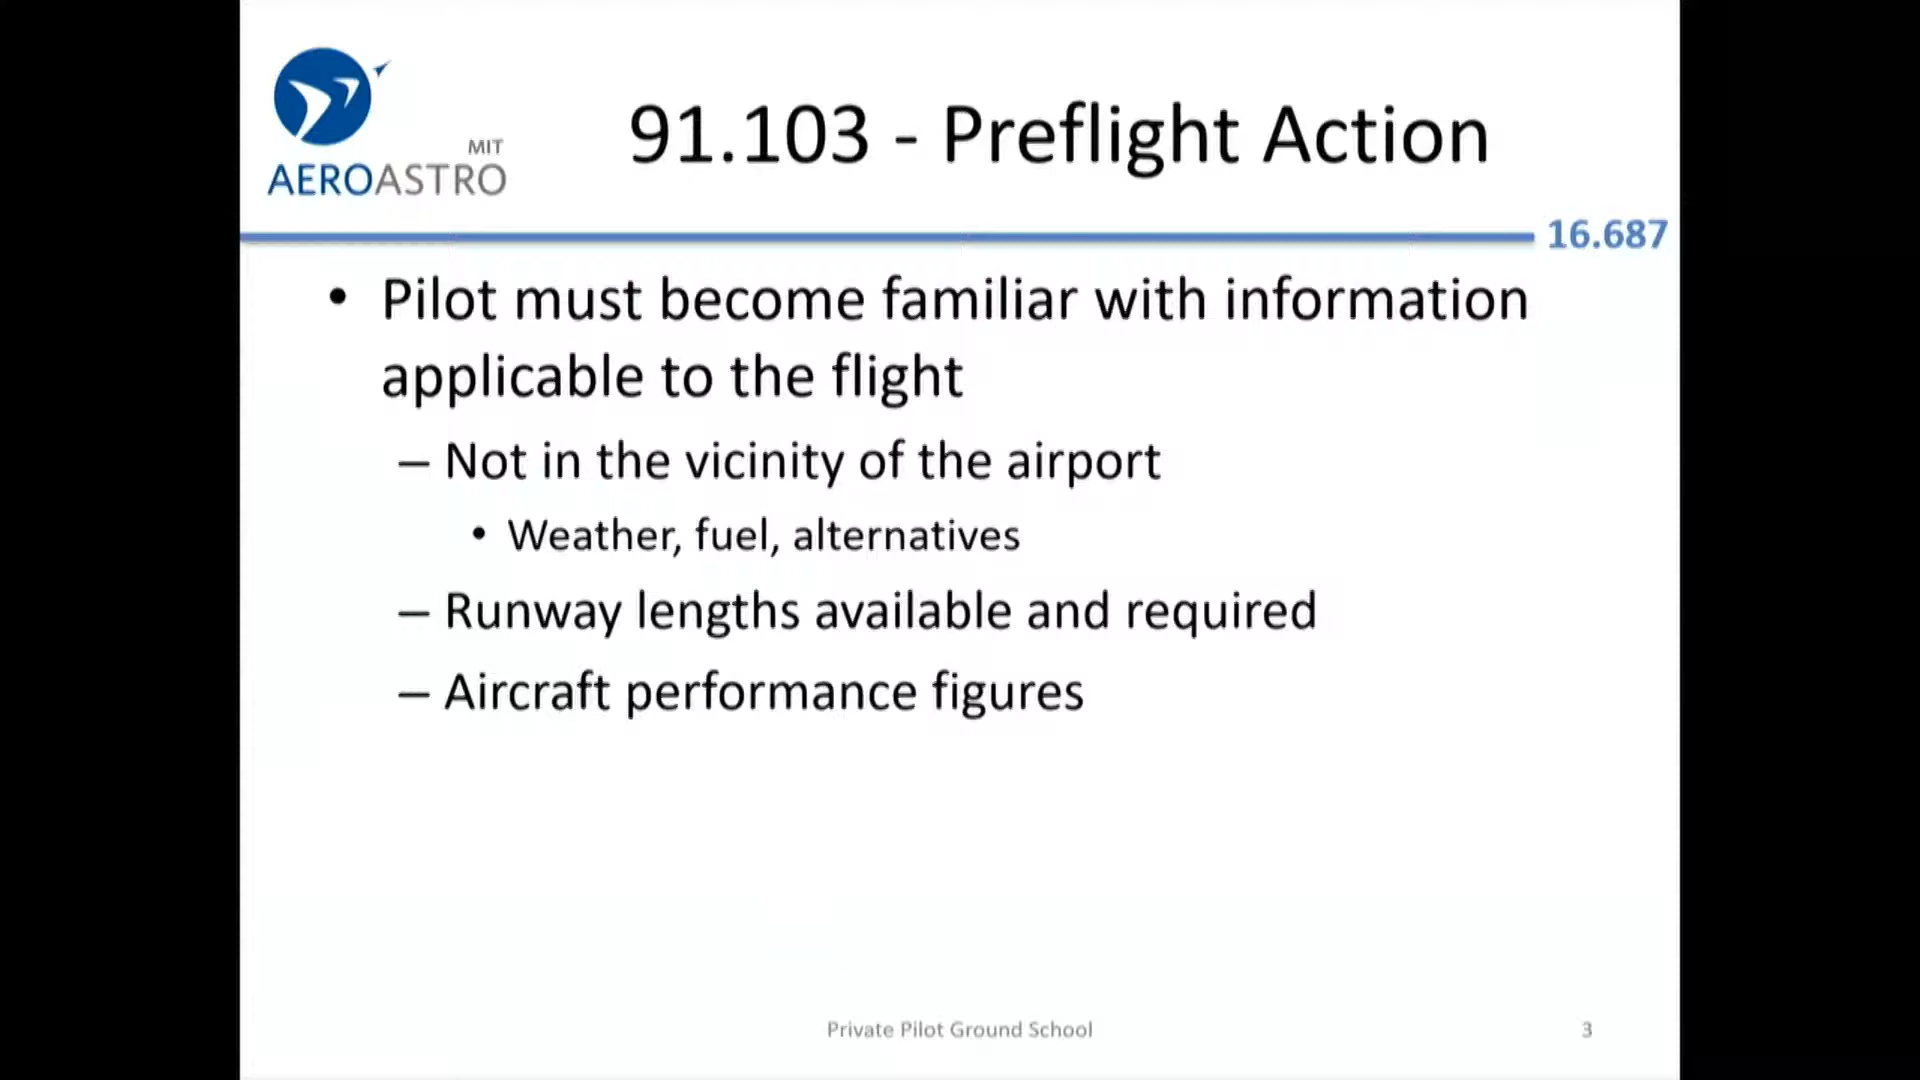 MIT
AEROASTRO
91.103 - Preflight Action
16.687
• Pilot must become familiar with information
applicable to the flight
– Not in the vicinity of the airport
• Weather, fuel, alternatives
– Runway lengths available and required
– Aircraft performance figures
Private Pilot Ground School
3